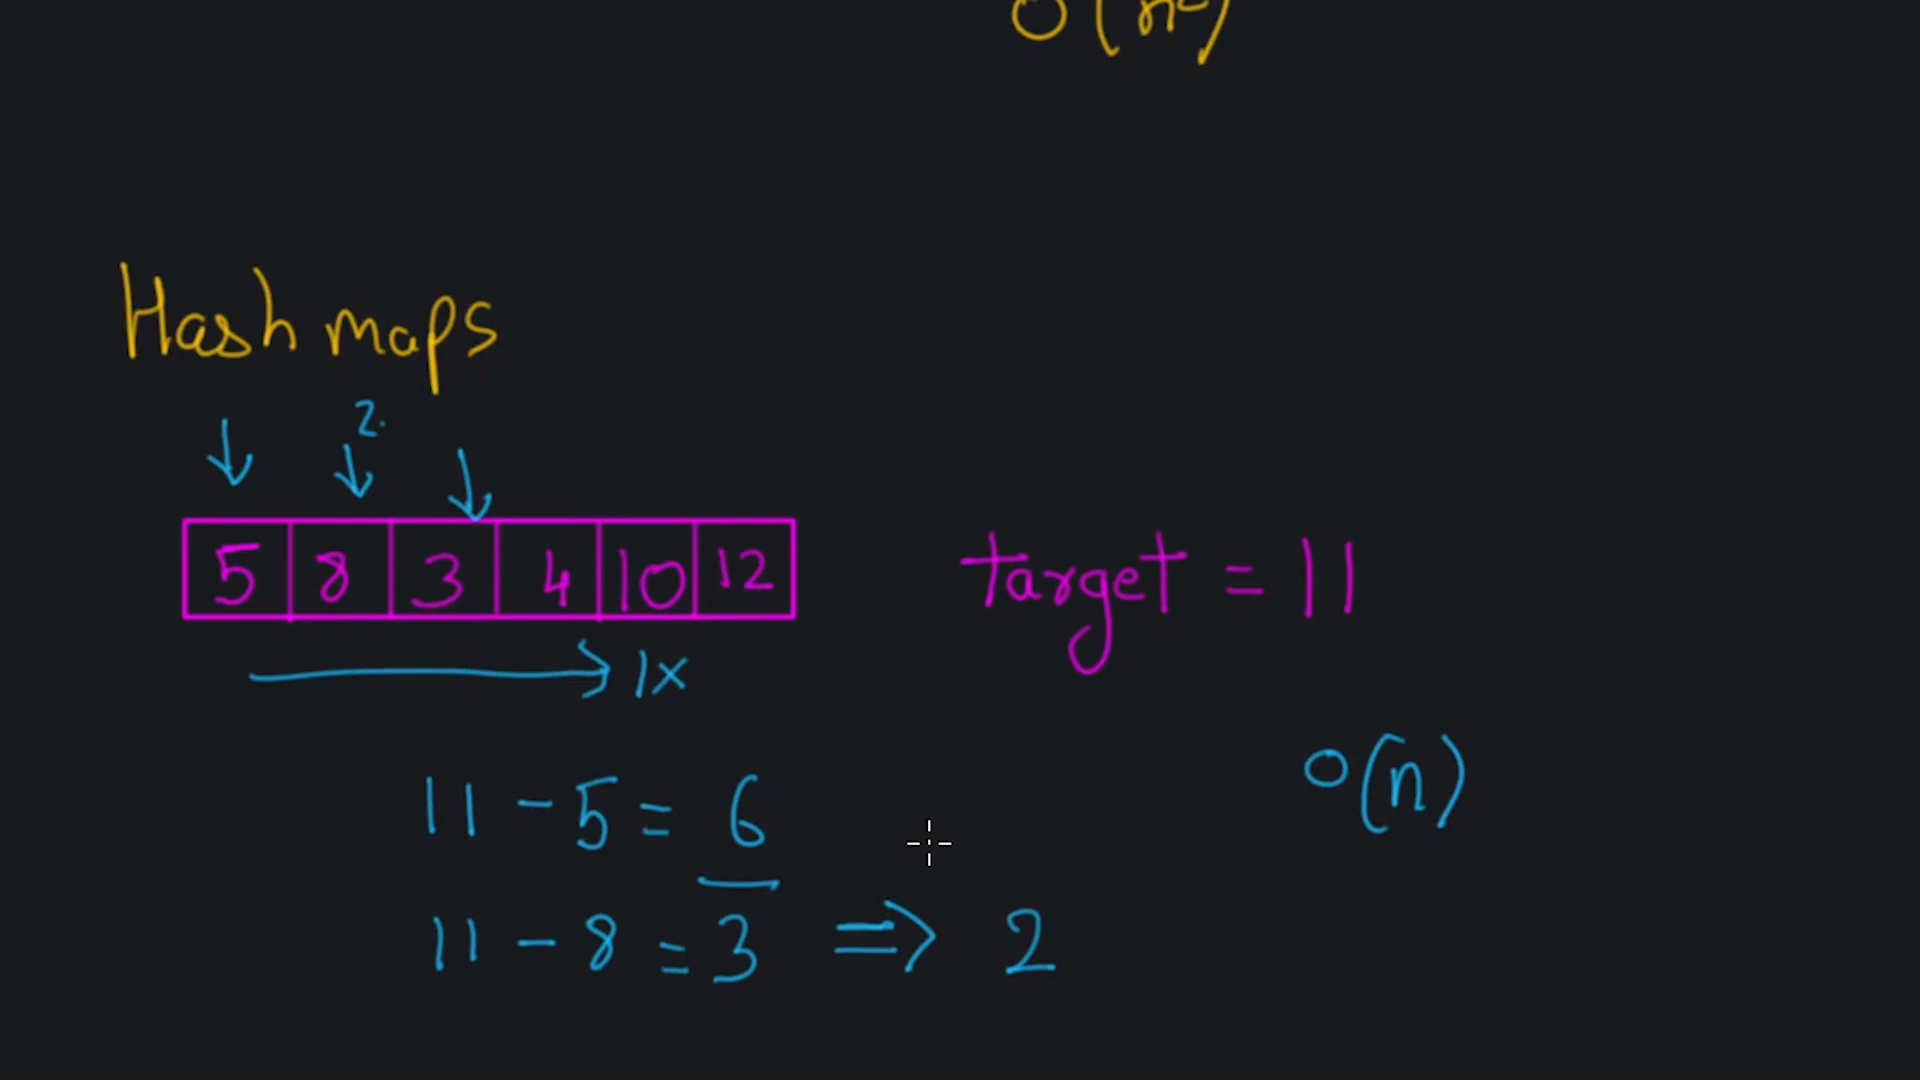 O(n²)
Hash maps
2.
5 8 3 4 10 12
target = 11
1x
O(n)
11 - 5 = 6
11 - 8 = 3 ⇒ 2